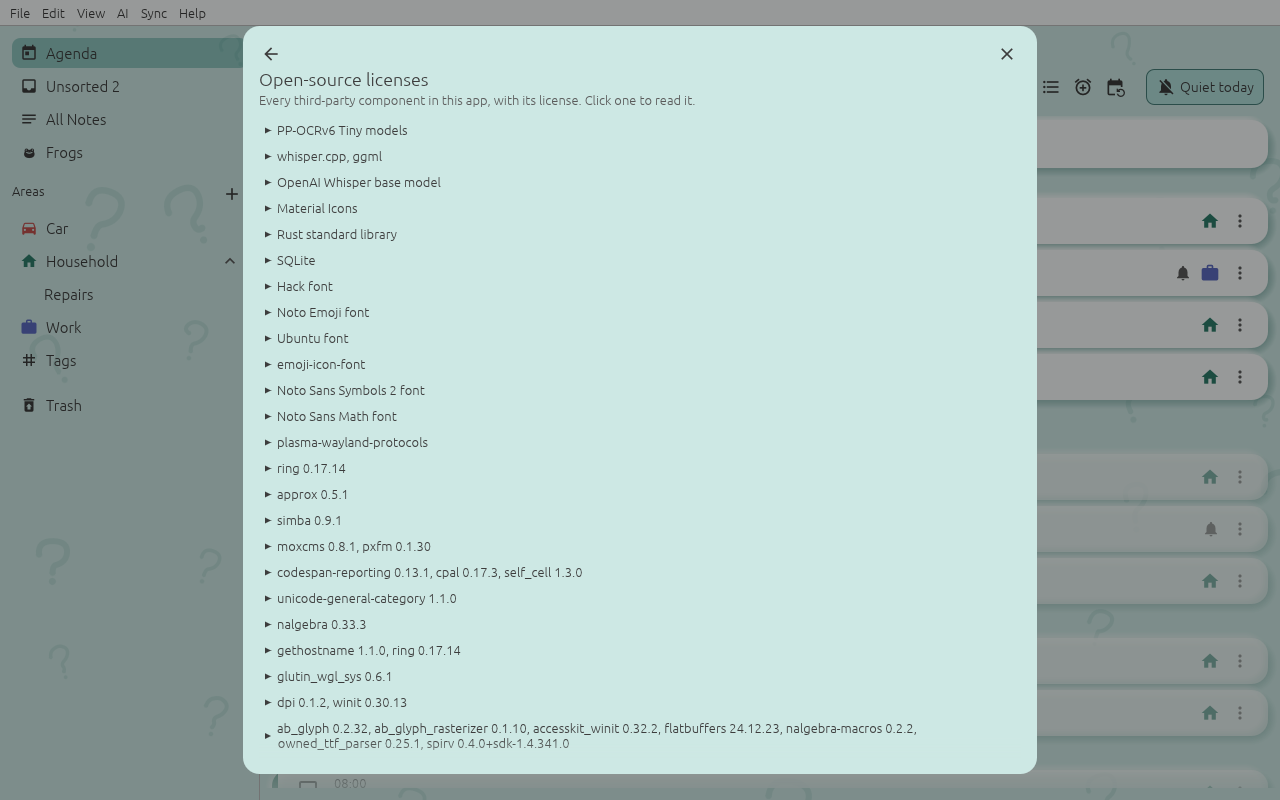 File Edit View AI Sync Help
Agenda
Unsorted 2
All Notes
Frogs
Areas
Car
Household
Repairs
Work
Tags
Trash
Quiet today
Open-source licenses
Every third-party component in this app, with its license. Click one to read it.
PP-OCRv6 Tiny models
whisper.cpp, ggml
OpenAI Whisper base model
Material Icons
Rust standard library
SQLite
Hack font
Noto Emoji font
Ubuntu font
emoji-icon-font
Noto Sans Symbols 2 font
Noto Sans Math font
plasma-wayland-protocols
ring 0.17.14
approx 0.5.1
simba 0.9.1
moxcms 0.8.1, pxfm 0.1.30
codespan-reporting 0.13.1, cpal 0.17.3, self_cell 1.3.0
unicode-general-category 1.1.0
nalgebra 0.33.3
gethostname 1.1.0, ring 0.17.14
glutin_wgl_sys 0.6.1
dpi 0.1.2, winit 0.30.13
ab_glyph 0.2.32, ab_glyph_rasterizer 0.1.10, accesskit_winit 0.32.2, flatbuffers 24.12.23, nalgebra-macros 0.2.2,
owned_ttf_parser 0.25.1, spirv 0.4.0+sdk-1.4.341.0
08:00